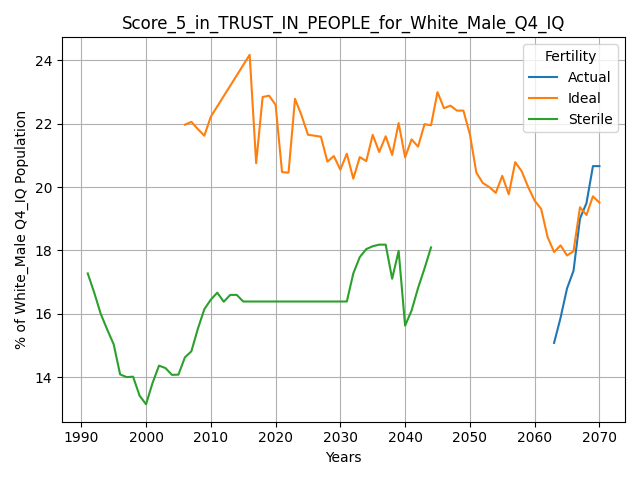 Score_5_in_TRUST_IN_PEOPLE_for_White_Male_Q4_IQ
Fertility
Actual
Ideal
Sterile
% of White_Male Q4_IQ Population
24
22
20
18
16
14
1990 2000 2010 2020 2030 2040 2050 2060 2070
Years